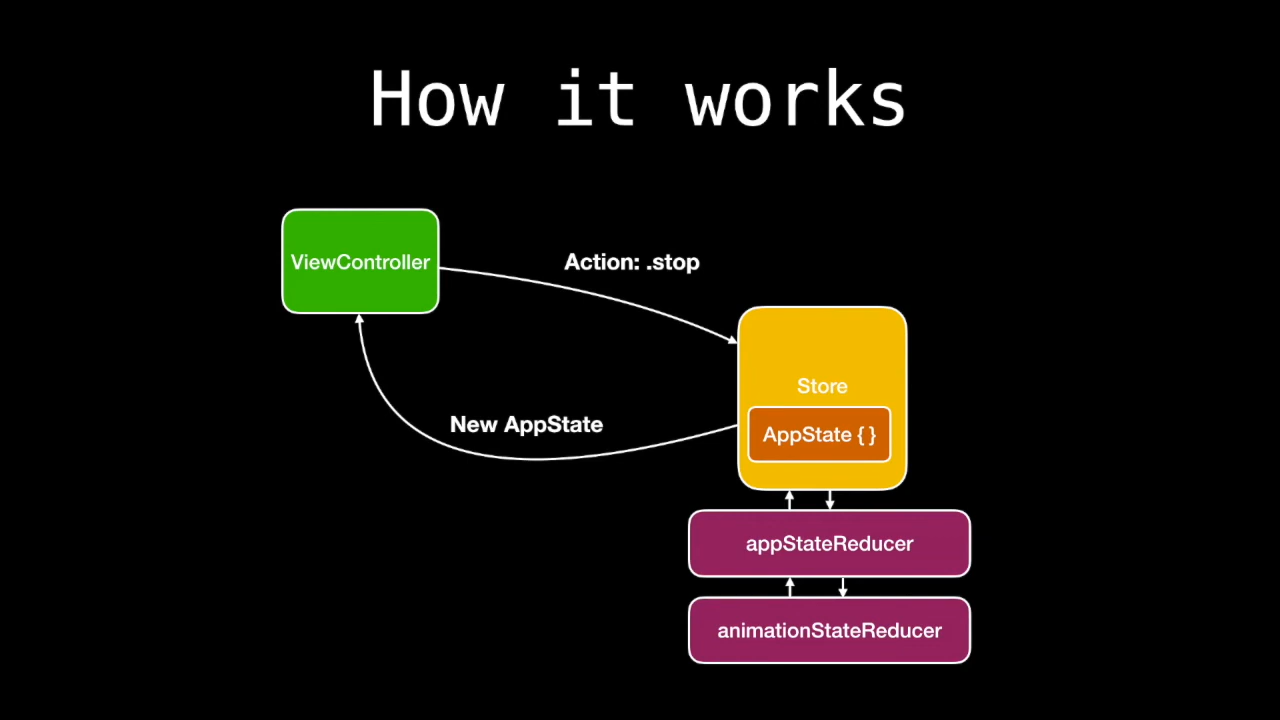 How it works
ViewController
Action: .stop
Store
New AppState
AppState { }
appStateReducer
animationStateReducer